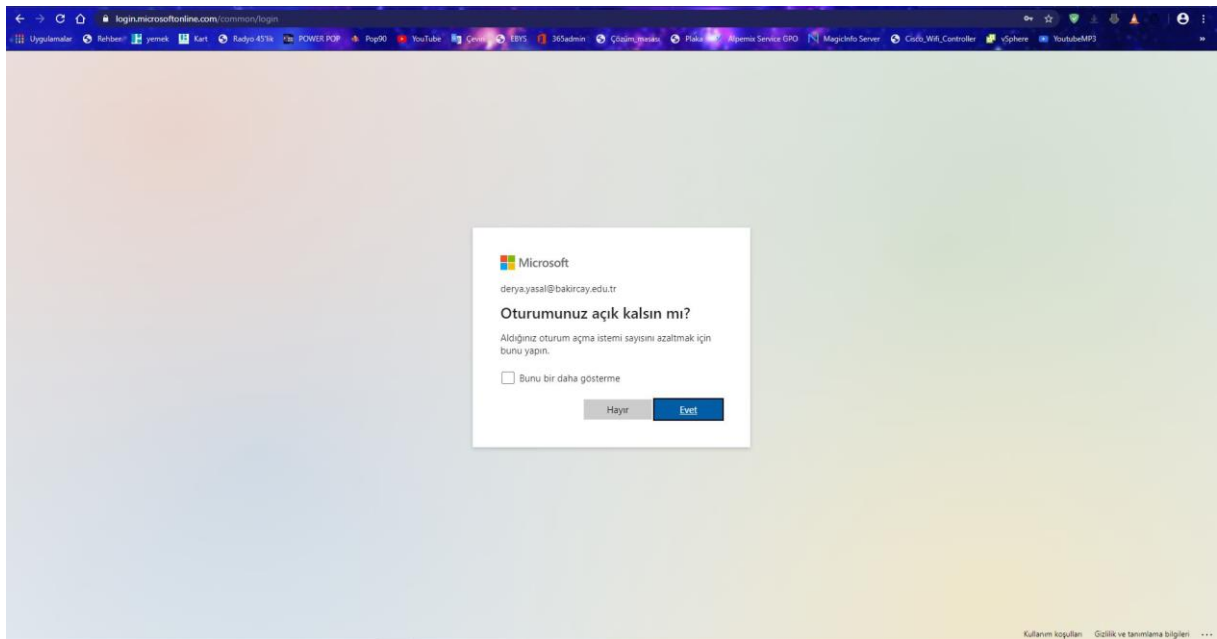 login.microsoftonline.com/common/login
Uygulamalar Rehber yemek Kart Radyo 45'lik POWER POP Pop90 YouTube Çeviri EBYS 365admin Çözüm_masası Plaka Alpemix Service GPO MagicInfo Server Cisco_Wifi_Controller vSphere YoutubeMP3 »
Microsoft
derya.yasal@bakircay.edu.tr
Oturumunuz açık kalsın mı?
Aldığınız oturum açma istemi sayısını azaltmak için
bunu yapın.
Bunu bir daha gösterme
Hayır Evet
Kullanım koşulları Gizlilik ve tanımlama bilgileri ...